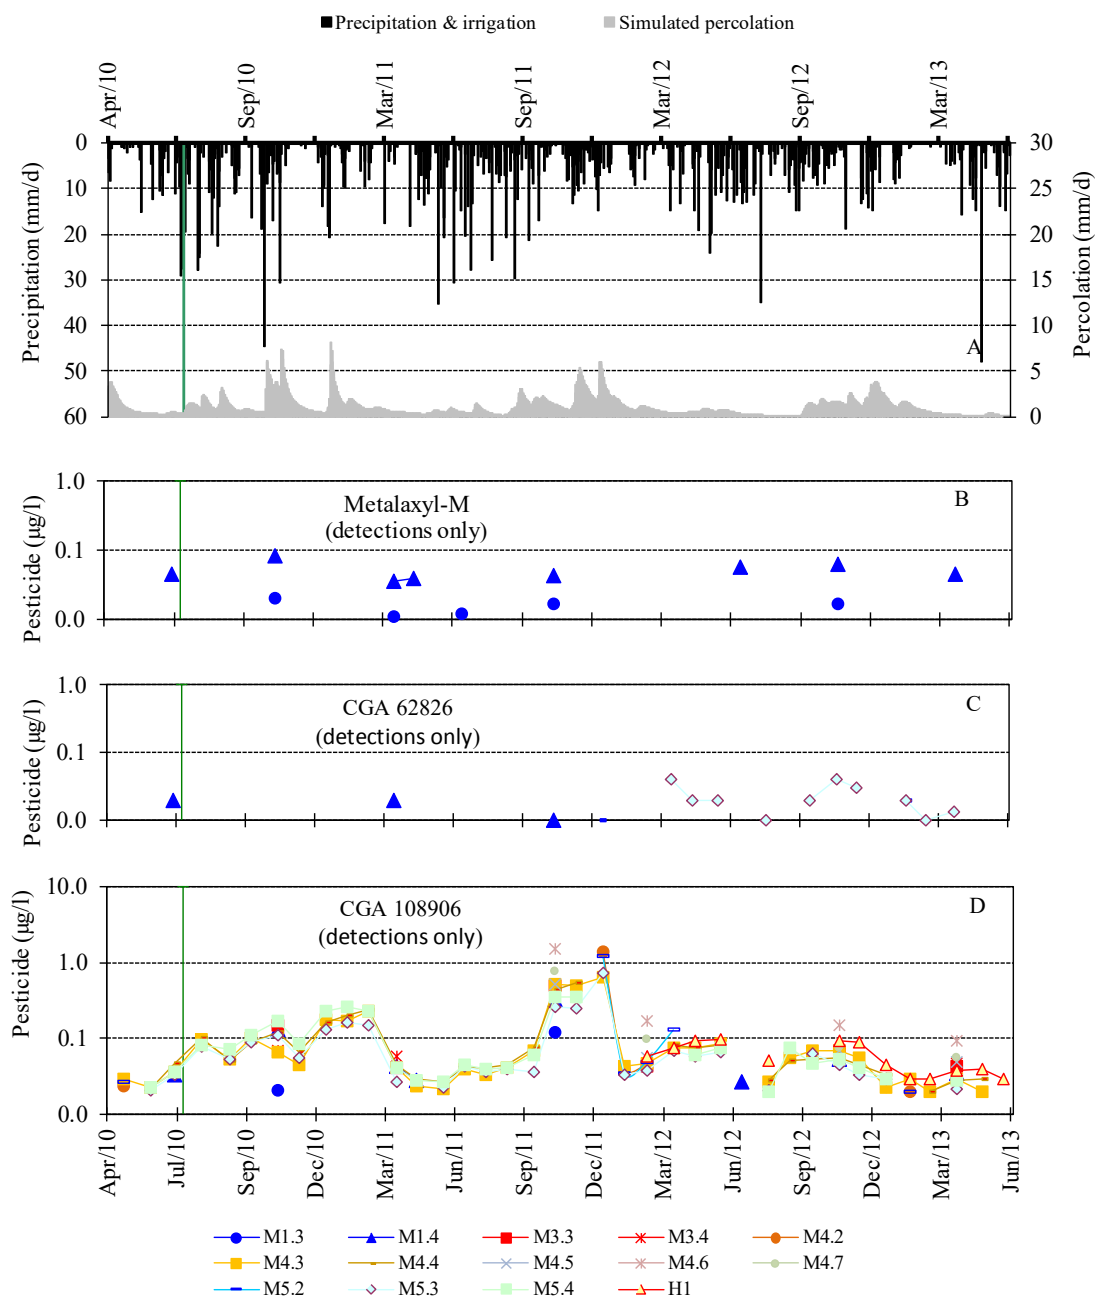 Precipitation & irrigation Simulated percolation
Apr/10 Sep/10 Mar/11 Sep/11 Mar/12 Sep/12 Mar/13
Precipitation (mm/d)
0
10
20
30
40
50
60
30
25
20
15
10
5
0
Percolation (mm/d)
A
Pesticide (µg/l)
1.0
0.1
0.0
Metalaxyl-M
(detections only)
B
Pesticide (µg/l)
1.0
0.1
0.0
CGA 62826
(detections only)
C
Pesticide (µg/l)
10.0
1.0
0.1
0.0
CGA 108906
(detections only)
D
Apr/10 Jul/10 Sep/10 Dec/10 Mar/11 Jun/11 Sep/11 Dec/11 Mar/12 Jun/12 Sep/12 Dec/12 Mar/13 Jun/13
M1.3 M1.4 M3.3 M3.4 M4.2
M4.3 M4.4 M4.5 M4.6 M4.7
M5.2 M5.3 M5.4 H1